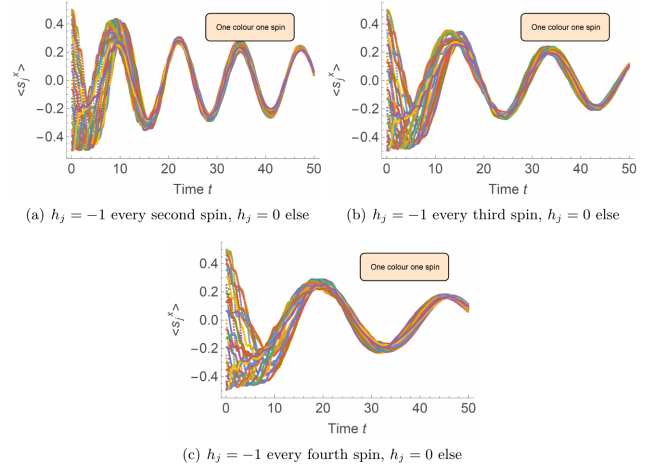 One colour one spin
0.4
0.2
0.0
−0.2
−0.4
<s_j^x>
0 10 20 30 40 50
Time t
(a) h_j = −1 every second spin, h_j = 0 else
One colour one spin
0.4
0.2
0.0
−0.2
−0.4
<s_j^x>
0 10 20 30 40 50
Time t
(b) h_j = −1 every third spin, h_j = 0 else
One colour one spin
0.4
0.2
0.0
−0.2
−0.4
<s_j^x>
0 10 20 30 40 50
Time t
(c) h_j = −1 every fourth spin, h_j = 0 else